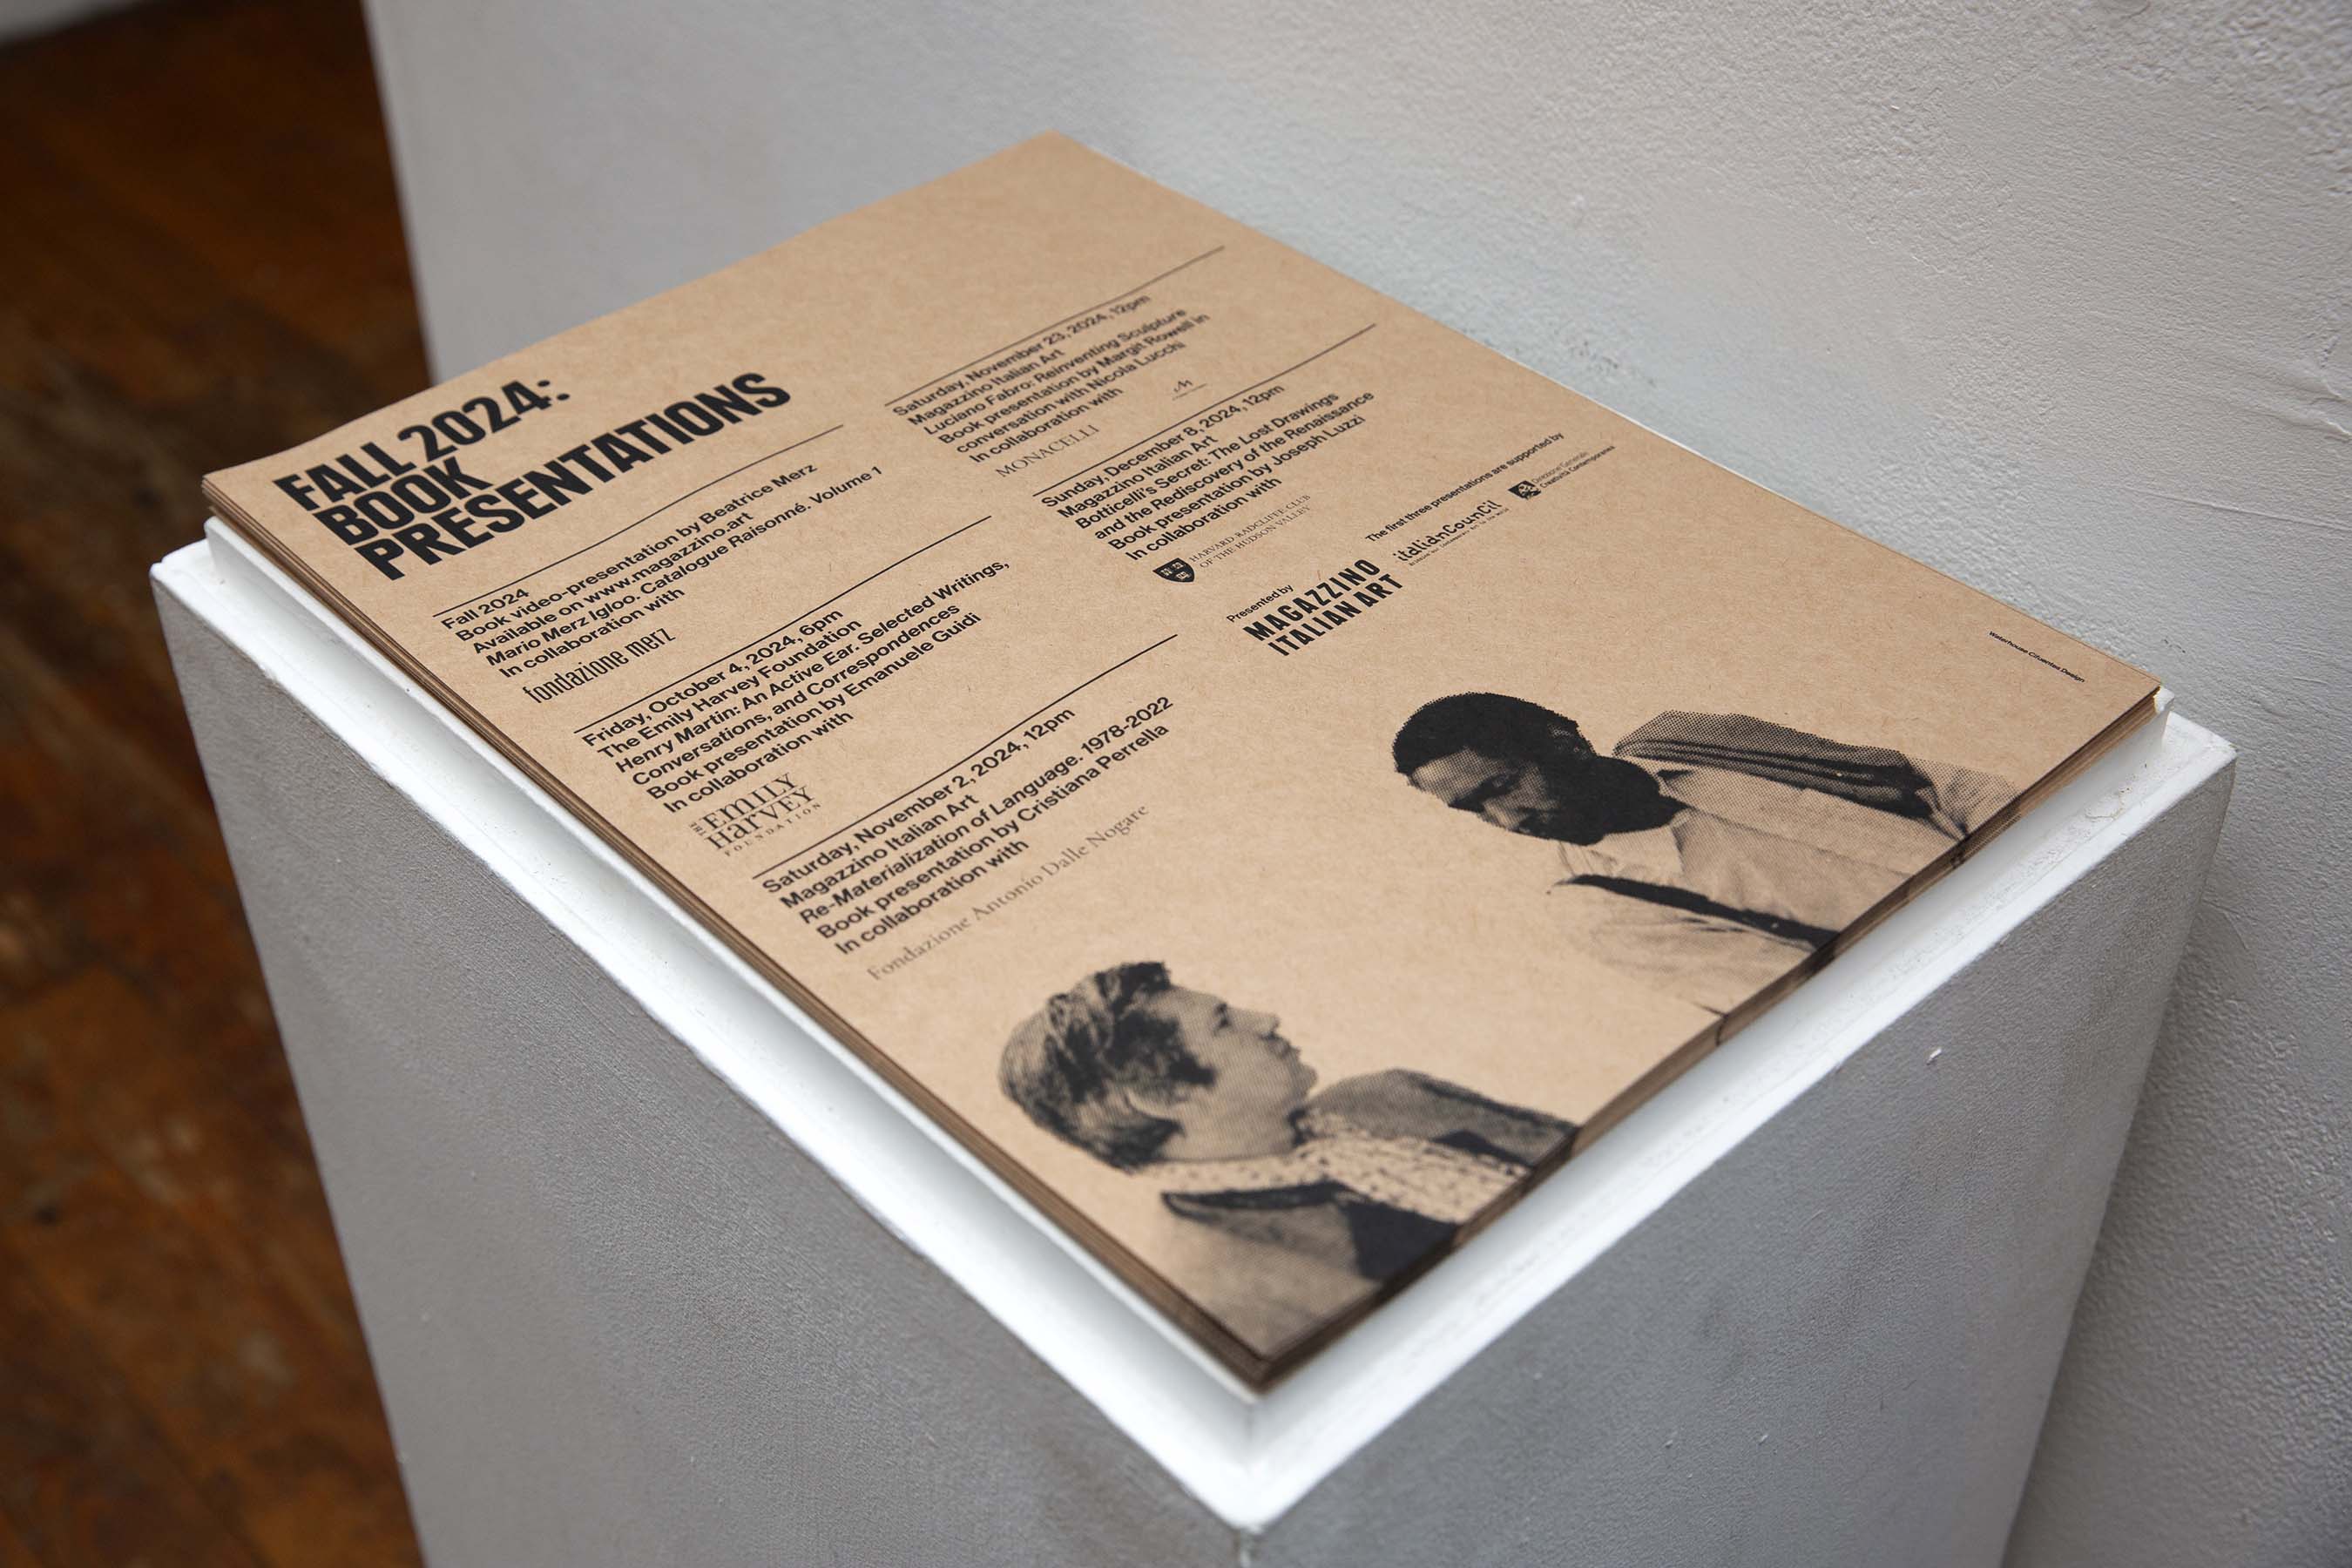 FALL 2024:
BOOK
PRESENTATIONS
Fall 2024
Book video-presentation by Beatrice Merz
Available on www.magazzino.art
Mario Merz Igloo. Catalogue Raisonné. Volume 1
In collaboration with
fondazione merz
Friday, October 4, 2024, 6pm
The Emily Harvey Foundation
Henry Martin: An Active Ear. Selected Writings,
Conversations, and Correspondences
Book presentation by Emanuele Guidi
In collaboration with
THE EMILY
HARVEY
FOUNDATION
Saturday, November 2, 2024, 12pm
Magazzino Italian Art
Re-Materialization of Language. 1978-2022
Book presentation by Cristiana Perrella
In collaboration with
Fondazione Antonio Dalle Nogare
Saturday, November 23, 2024, 12pm
Magazzino Italian Art
Luciano Fabro: Reinventing Sculpture
Book presentation by Margit Rowell in
conversation with Nicola Lucchi
In collaboration with
MONACELLI
Sunday, December 8, 2024, 12pm
Magazzino Italian Art
Botticelli's Secret: The Lost Drawings
and the Rediscovery of the Renaissance
Book presentation by Joseph Luzzi
In collaboration with
HARVARD RADCLIFFE CLUB
OF THE HUDSON VALLEY
Presented by
MAGAZZINO
ITALIAN ART
The first three presentations are supported by
italianCouncil
Direzione Generale
Creatività Contemporanea
Waterhouse Cifuentes Design